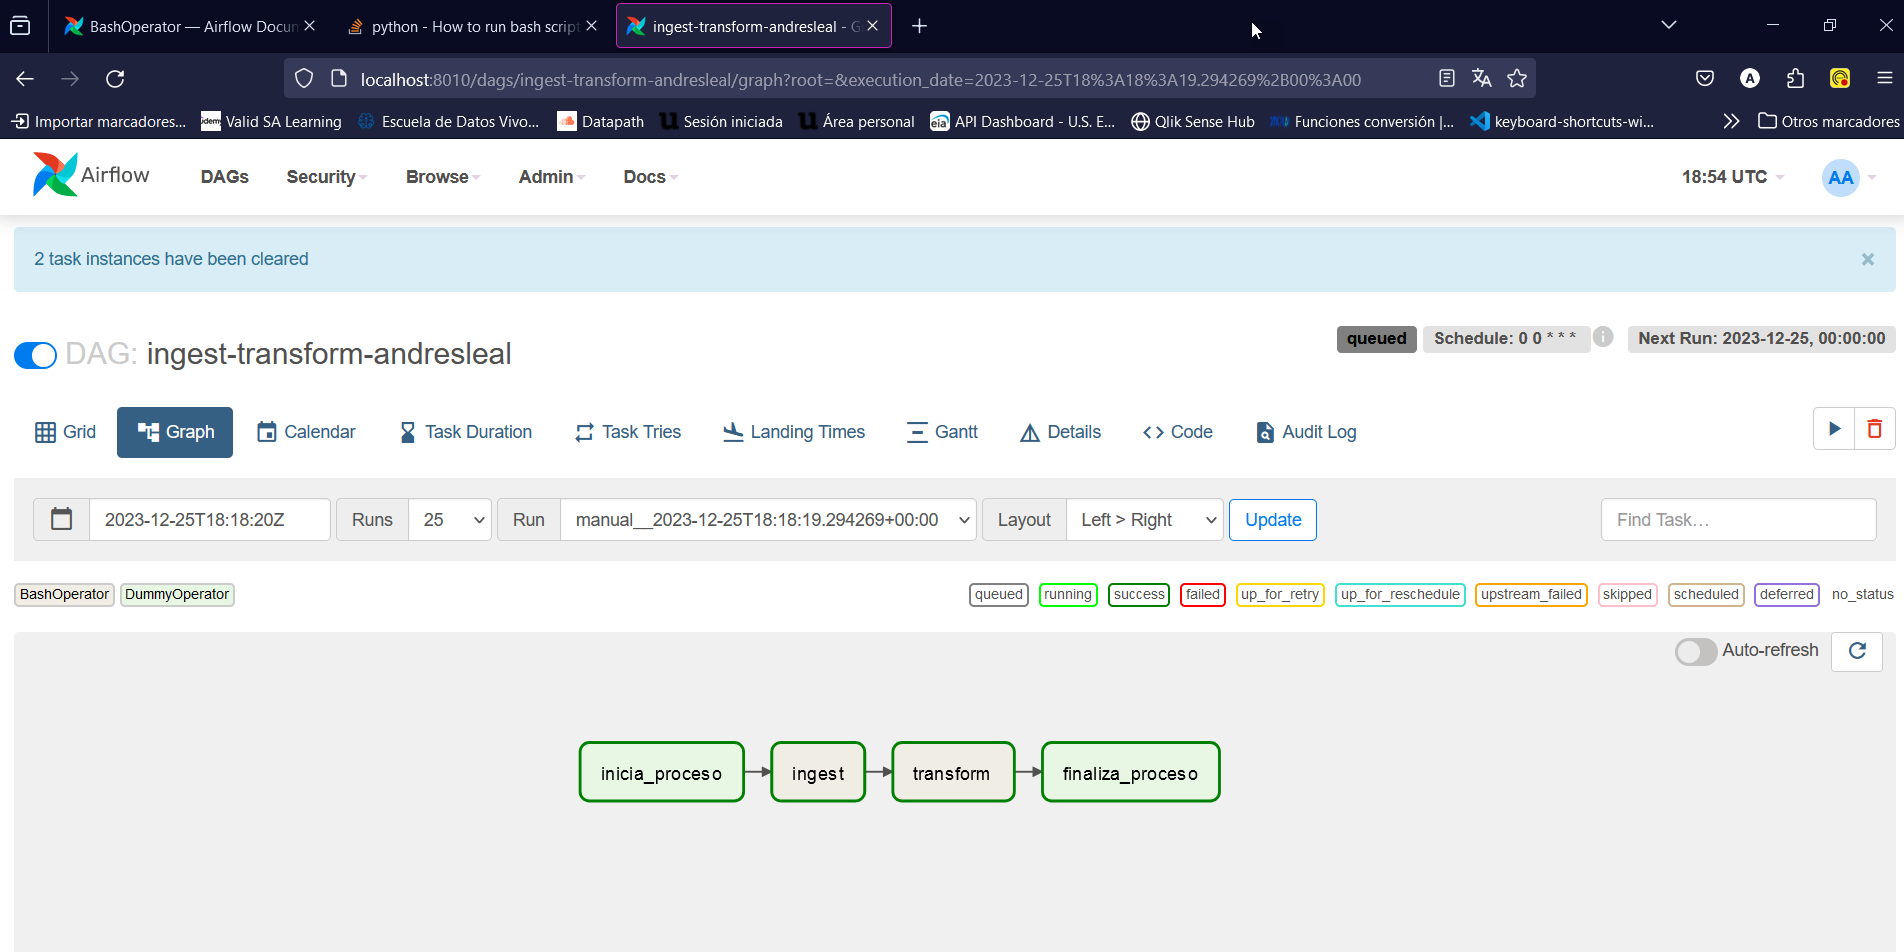 BashOperator — Airflow Docun
python - How to run bash script
ingest-transform-andresleal - G
localhost:8010/dags/ingest-transform-andresleal/graph?root=&execution_date=2023-12-25T18%3A18%3A19.294269%2B00%3A00
A
Importar marcadores...
Valid SA Learning
Escuela de Datos Vivo...
Datapath
Sesión iniciada
Área personal
eia API Dashboard - U.S. E...
Qlik Sense Hub
Funciones conversión |...
keyboard-shortcuts-wi...
Otros marcadores
Airflow
DAGs
Security
Browse
Admin
Docs
18:54 UTC
AA
2 task instances have been cleared
×
DAG: ingest-transform-andresleal
queued
Schedule: 0 0 * * *
Next Run: 2023-12-25, 00:00:00
Grid
Graph
Calendar
Task Duration
Task Tries
Landing Times
Gantt
Details
Code
Audit Log
2023-12-25T18:18:20Z
Runs
25
Run
manual__2023-12-25T18:18:19.294269+00:00
Layout
Left > Right
Update
Find Task…
BashOperator
DummyOperator
queued
running
success
failed
up_for_retry
up_for_reschedule
upstream_failed
skipped
scheduled
deferred
no_status
Auto-refresh
inicia_proceso
ingest
transform
finaliza_proceso